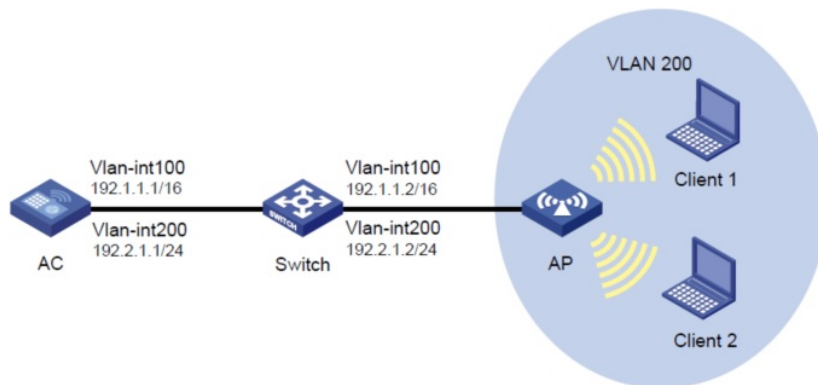 VLAN 200
Vlan-int100
192.1.1.1/16
Vlan-int100
192.1.1.2/16
Client 1
SWITCH
Vlan-int200
192.2.1.1/24
Vlan-int200
192.2.1.2/24
AC
Switch
AP
Client 2